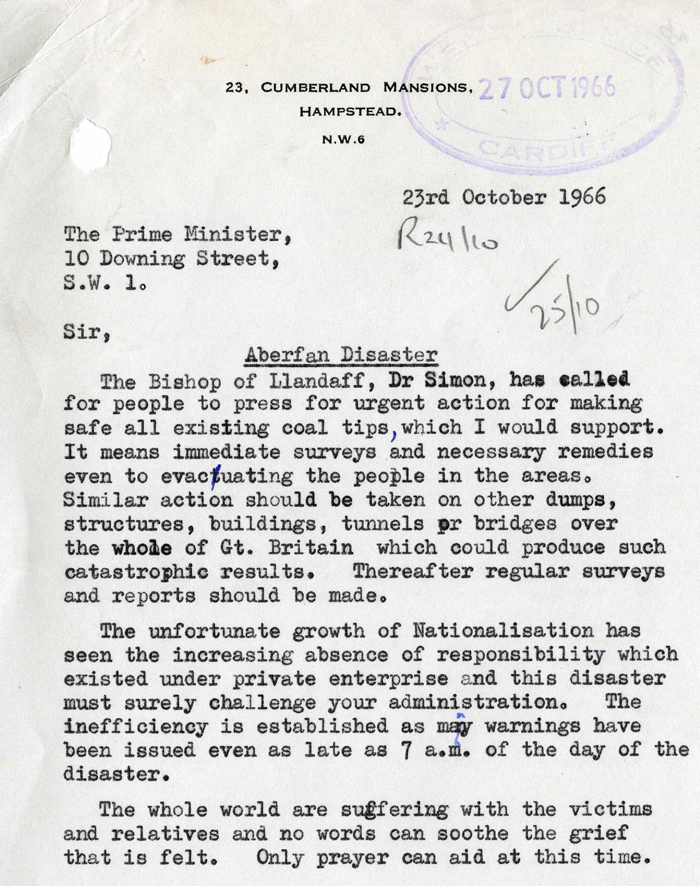 23, CUMBERLAND MANSIONS,
HAMPSTEAD.
N.W.6
27 OCT 1966
CARDIFF
23rd October 1966
R24/10
The Prime Minister,
10 Downing Street,
S.W. 1.
25/10
Sir,
Aberfan Disaster
The Bishop of Llandaff, Dr Simon, has called
for people to press for urgent action for making
safe all existing coal tips, which I would support.
It means immediate surveys and necessary remedies
even to evacuating the people in the areas.
Similar action should be taken on other dumps,
structures, buildings, tunnels or bridges over
the whole of Gt. Britain which could produce such
catastrophic results. Thereafter regular surveys
and reports should be made.
The unfortunate growth of Nationalisation has
seen the increasing absence of responsibility which
existed under private enterprise and this disaster
must surely challenge your administration. The
inefficiency is established as many warnings have
been issued even as late as 7 a.m. of the day of the
disaster.
The whole world are suffering with the victims
and relatives and no words can soothe the grief
that is felt. Only prayer can aid at this time.